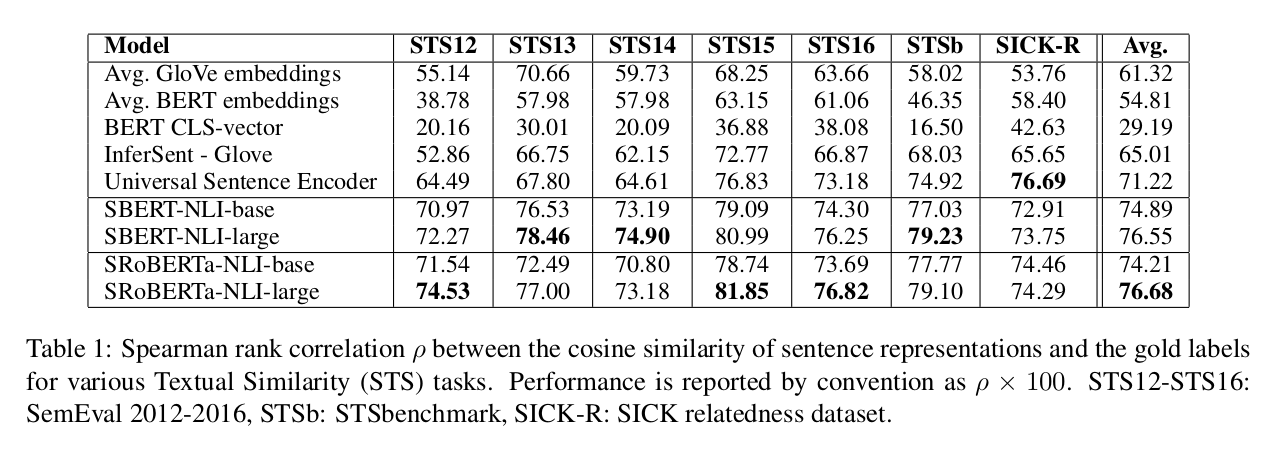 Model STS12 STS13 STS14 STS15 STS16 STSb SICK-R Avg.
Avg. GloVe embeddings 55.14 70.66 59.73 68.25 63.66 58.02 53.76 61.32
Avg. BERT embeddings 38.78 57.98 57.98 63.15 61.06 46.35 58.40 54.81
BERT CLS-vector 20.16 30.01 20.09 36.88 38.08 16.50 42.63 29.19
InferSent - Glove 52.86 66.75 62.15 72.77 66.87 68.03 65.65 65.01
Universal Sentence Encoder 64.49 67.80 64.61 76.83 73.18 74.92 76.69 71.22
SBERT-NLI-base 70.97 76.53 73.19 79.09 74.30 77.03 72.91 74.89
SBERT-NLI-large 72.27 78.46 74.90 80.99 76.25 79.23 73.75 76.55
SRoBERTa-NLI-base 71.54 72.49 70.80 78.74 73.69 77.77 74.46 74.21
SRoBERTa-NLI-large 74.53 77.00 73.18 81.85 76.82 79.10 74.29 76.68
Table 1: Spearman rank correlation ρ between the cosine similarity of sentence representations and the gold labels
for various Textual Similarity (STS) tasks. Performance is reported by convention as ρ × 100. STS12-STS16:
SemEval 2012-2016, STSb: STSbenchmark, SICK-R: SICK relatedness dataset.